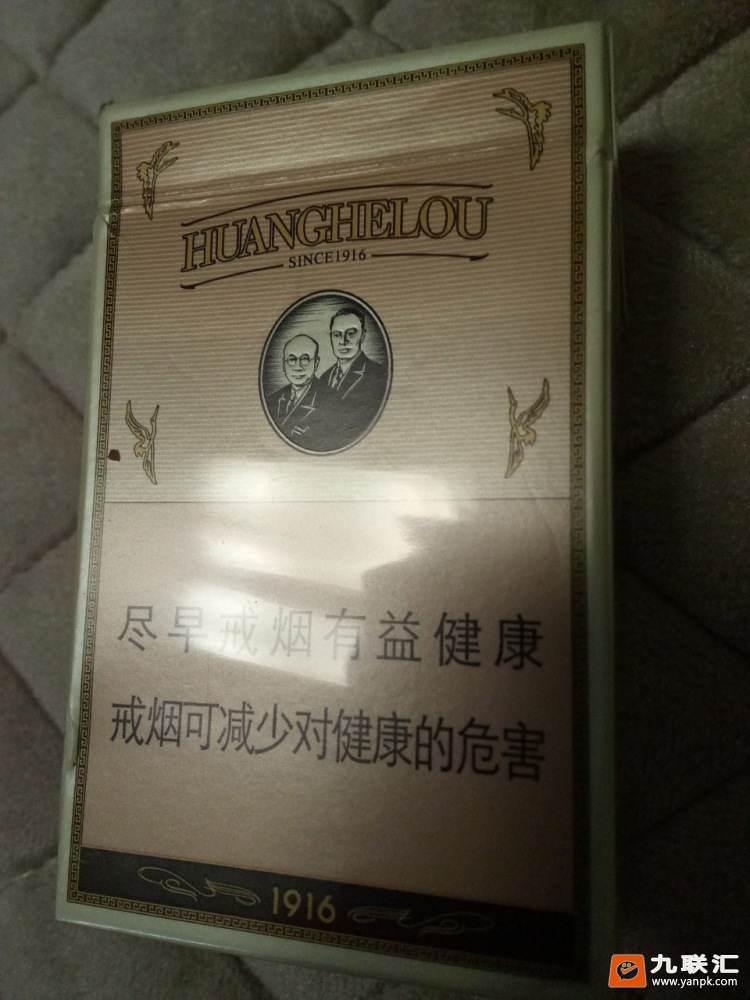 HUANGHELOU
SINCE1916
尽早戒烟有益健康
戒烟可减少对健康的危害
1916
九联汇
www.yanpk.com